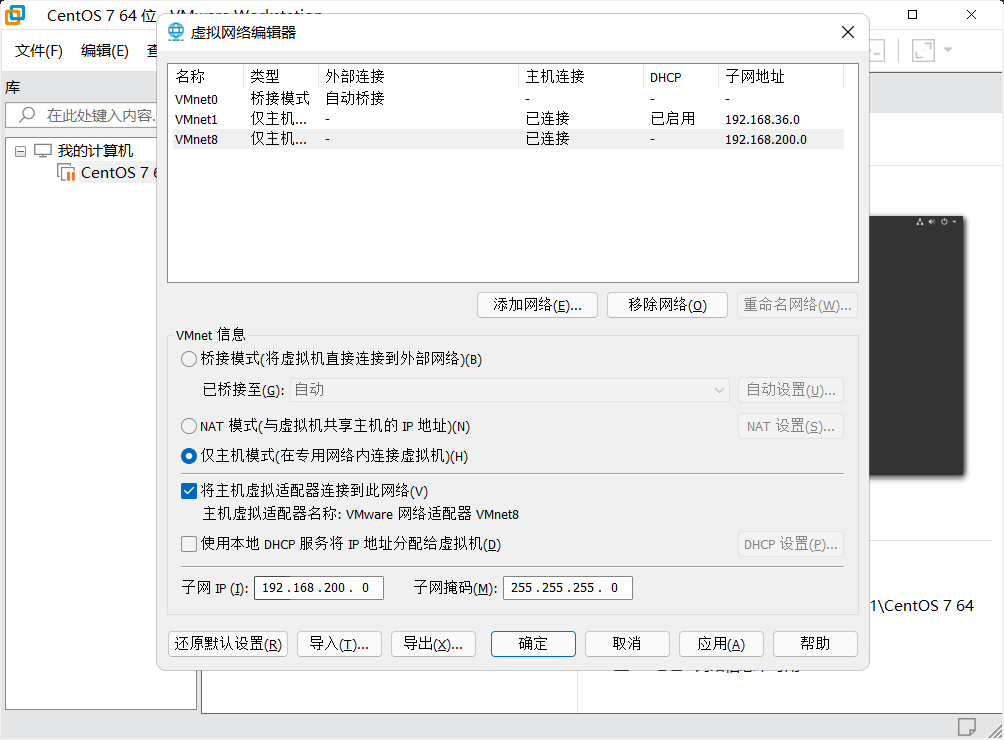 CentOS 7 64 位 - VMware Workstation
文件(F) 编辑(E) 查
库
在此处键入内容.
我的计算机
CentOS 7 6
虚拟网络编辑器
名称 类型 外部连接 主机连接 DHCP 子网地址
VMnet0 桥接模式 自动桥接 - - -
VMnet1 仅主机... - 已连接 已启用 192.168.36.0
VMnet8 仅主机... - 已连接 - 192.168.200.0
添加网络(E)... 移除网络(O) 重命名网络(W)...
VMnet 信息
桥接模式(将虚拟机直接连接到外部网络)(B)
已桥接至(G): 自动 自动设置(U)...
NAT 模式(与虚拟机共享主机的 IP 地址)(N) NAT 设置(S)...
仅主机模式(在专用网络内连接虚拟机)(H)
将主机虚拟适配器连接到此网络(V)
主机虚拟适配器名称: VMware 网络适配器 VMnet8
使用本地 DHCP 服务将 IP 地址分配给虚拟机(D) DHCP 设置(P)...
子网 IP (I): 192.168.200. 0 子网掩码(M): 255.255.255. 0
1\CentOS 7 64
还原默认设置(R) 导入(T)... 导出(X)... 确定 取消 应用(A) 帮助